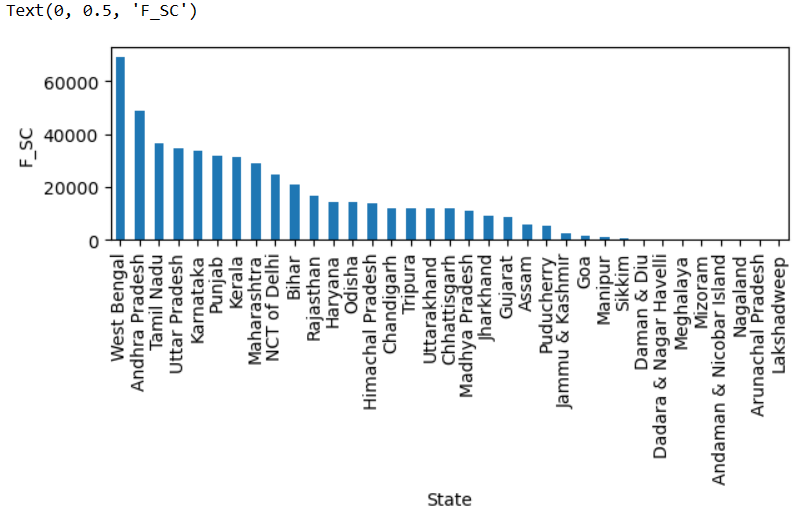 Text(0, 0.5, 'F_SC')
60000
40000
20000
0
F_SC
West Bengal
Andhra Pradesh
Tamil Nadu
Uttar Pradesh
Karnataka
Punjab
Kerala
Maharashtra
NCT of Delhi
Bihar
Rajasthan
Haryana
Odisha
Himachal Pradesh
Chandigarh
Tripura
Uttarakhand
Chhattisgarh
Madhya Pradesh
Jharkhand
Gujarat
Assam
Puducherry
Jammu & Kashmir
Goa
Manipur
Sikkim
Daman & Diu
Dadara & Nagar Havelli
Meghalaya
Mizoram
Andaman & Nicobar Island
Nagaland
Arunachal Pradesh
Lakshadweep
State